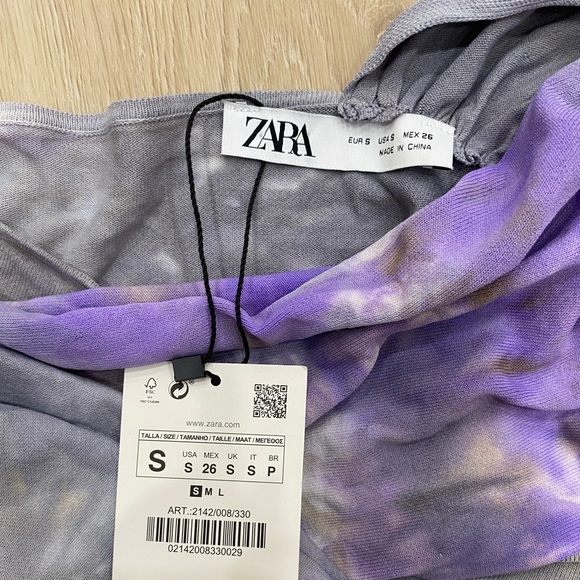 ZARA
EUR S USA S MEX 26
MADE IN CHINA
FSC
www.zara.com
TALLA / SIZE / TAMANHO / TAILLE / MAAT / ΜΕΓΕΘΟΣ
S
USA MEX UK IT BR
S 26 S S P
S M L
ART.:2142/008/330
02142008330029